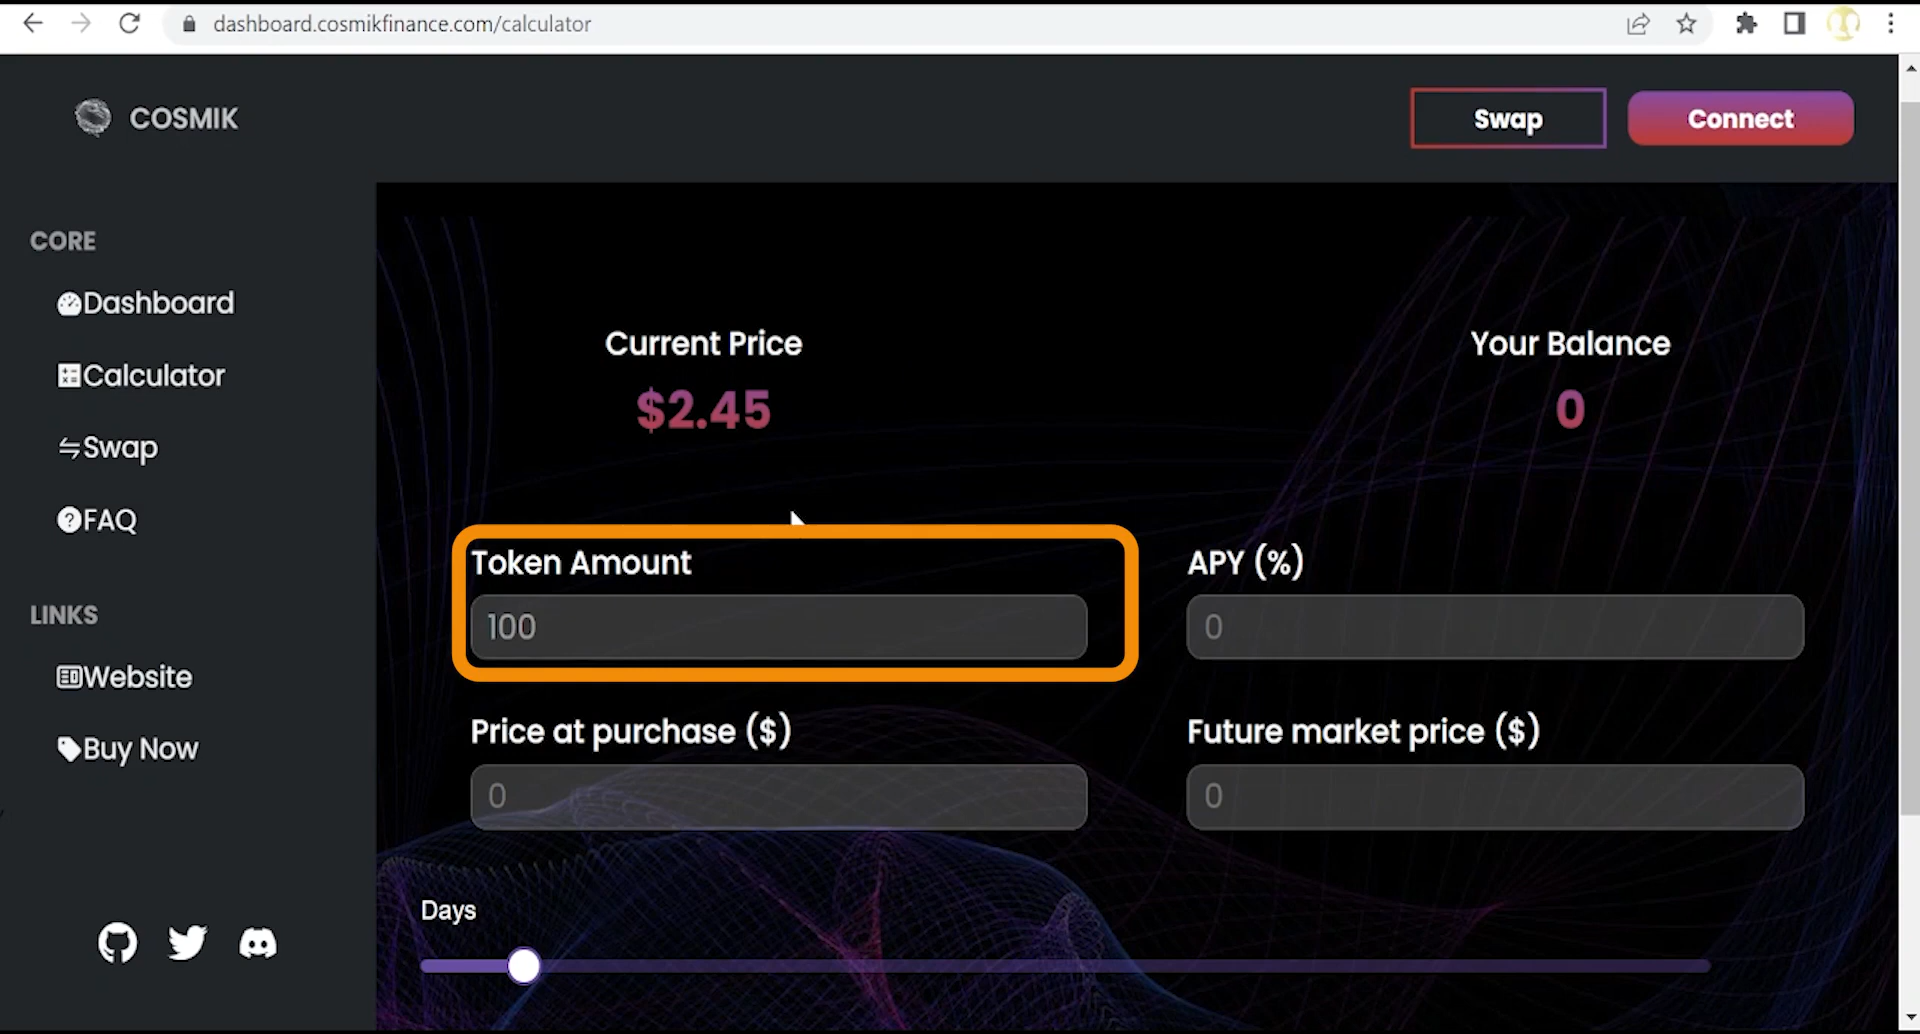 dashboard.cosmikfinance.com/calculator
COSMIK
Swap
Connect
CORE
Dashboard
Calculator
Swap
FAQ
LINKS
Website
Buy Now
Current Price
$2.45
Your Balance
0
Token Amount
100
APY (%)
0
Price at purchase ($)
0
Future market price ($)
0
Days